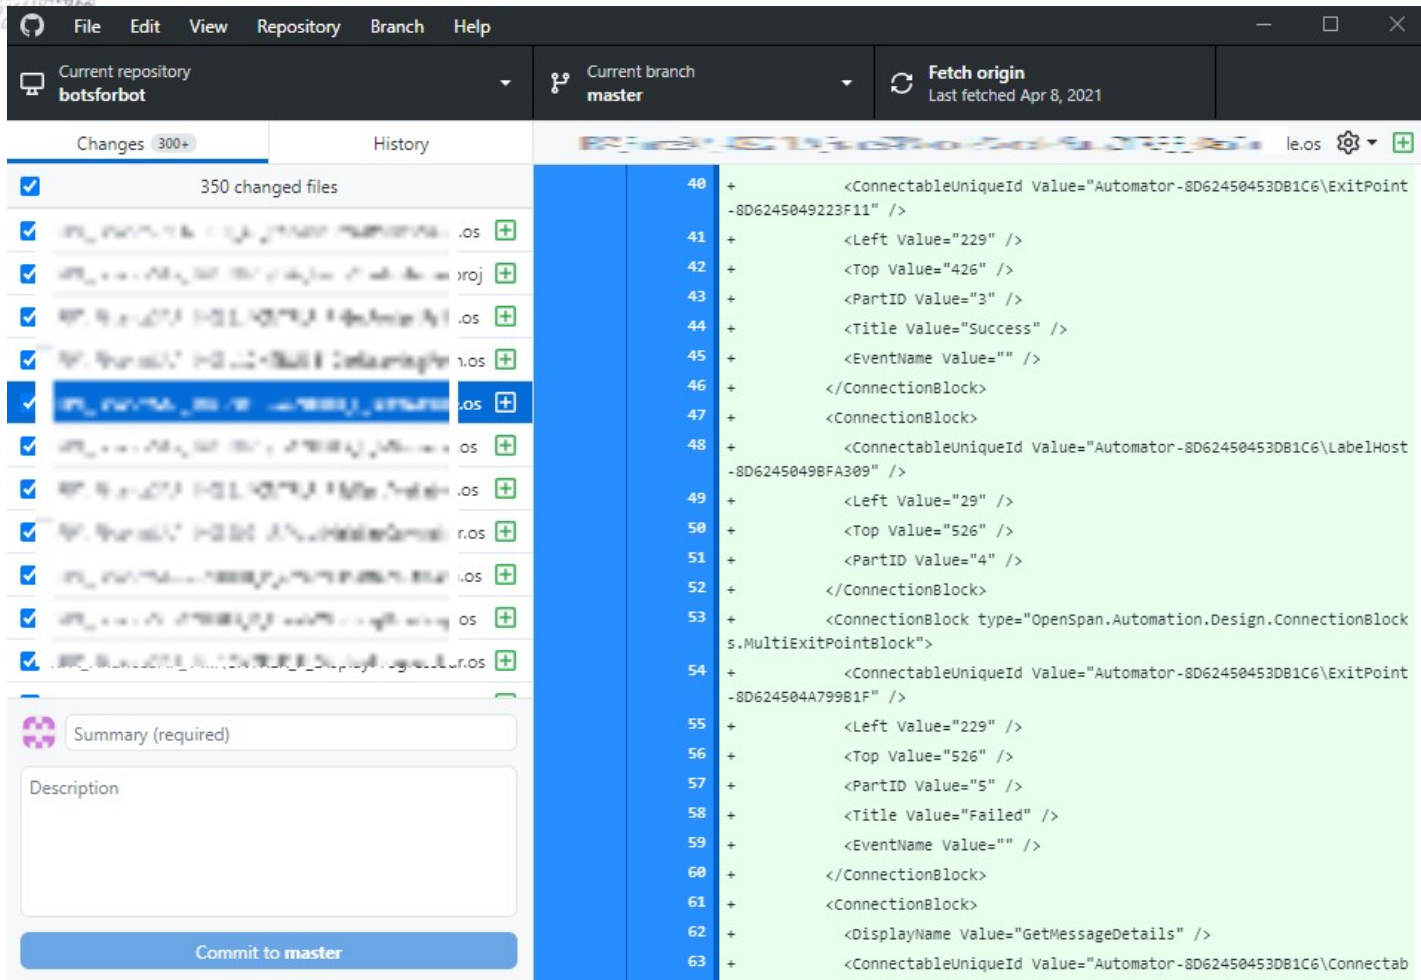 File Edit View Repository Branch Help
Current repository
botsforbot
Current branch
master
Fetch origin
Last fetched Apr 8, 2021
Changes 300+
History
le.os
350 changed files
.os
proj
.os
n.os
.os
os
.os
r.os
.os
os
ur.os
Summary (required)
Description
Commit to master
40 + <ConnectableUniqueId Value="Automator-8D62450453DB1C6\ExitPoint
-8D6245049223F11" />
41 + <Left Value="229" />
42 + <Top Value="426" />
43 + <PartID Value="3" />
44 + <Title Value="Success" />
45 + <EventName Value="" />
46 + </ConnectionBlock>
47 + <ConnectionBlock>
48 + <ConnectableUniqueId Value="Automator-8D62450453DB1C6\LabelHost
-8D6245049BFA309" />
49 + <Left Value="29" />
50 + <Top Value="526" />
51 + <PartID Value="4" />
52 + </ConnectionBlock>
53 + <ConnectionBlock type="OpenSpan.Automation.Design.ConnectionBlock
s.MultiExitPointBlock">
54 + <ConnectableUniqueId Value="Automator-8D62450453DB1C6\ExitPoint
-8D624504A799B1F" />
55 + <Left Value="229" />
56 + <Top Value="526" />
57 + <PartID Value="5" />
58 + <Title Value="Failed" />
59 + <EventName Value="" />
60 + </ConnectionBlock>
61 + <ConnectionBlock>
62 + <DisplayName Value="GetMessageDetails" />
63 + <ConnectableUniqueId Value="Automator-8D62450453DB1C6\Connectab